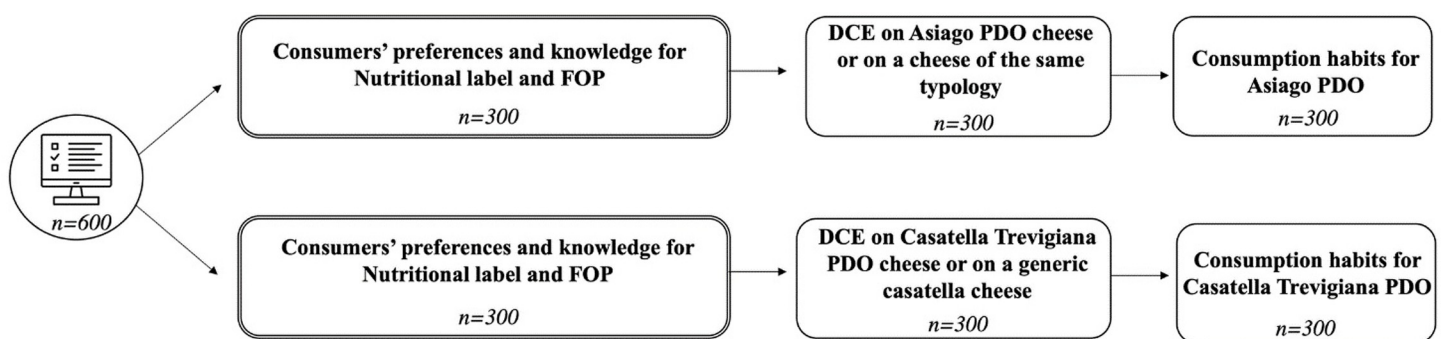 n=600
Consumers’ preferences and knowledge for
Nutritional label and FOP
n=300
DCE on Asiago PDO cheese
or on a cheese of the same
typology
n=300
Consumption habits for
Asiago PDO
n=300
Consumers’ preferences and knowledge for
Nutritional label and FOP
n=300
DCE on Casatella Trevigiana
PDO cheese or on a generic
casatella cheese
n=300
Consumption habits for
Casatella Trevigiana PDO
n=300